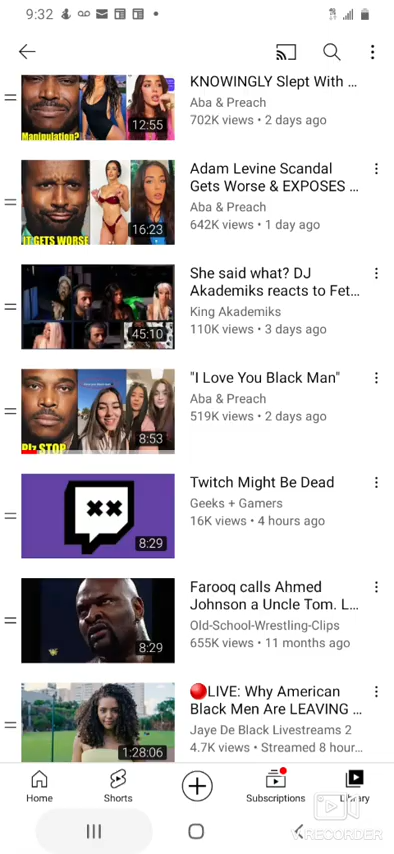 9:32
KNOWINGLY Slept With ...
Aba & Preach
702K views • 2 days ago
Manipulation?
12:55
Adam Levine Scandal
Gets Worse & EXPOSES ...
Aba & Preach
642K views • 1 day ago
IT GETS WORSE
16:23
She said what? DJ
Akademiks reacts to Fet...
King Akademiks
110K views • 3 days ago
45:10
"I Love You Black Man"
Aba & Preach
519K views • 2 days ago
Plz STOP
8:53
Twitch Might Be Dead
Geeks + Gamers
16K views • 4 hours ago
8:29
Farooq calls Ahmed
Johnson a Uncle Tom. L...
Old-School-Wrestling-Clips
655K views • 11 months ago
8:29
🔴LIVE: Why American
Black Men Are LEAVING ...
Jaye De Black Livestreams 2
4.7K views • Streamed 8 hour...
1:28:06
Home
Shorts
Subscriptions
Library
V RECORDER